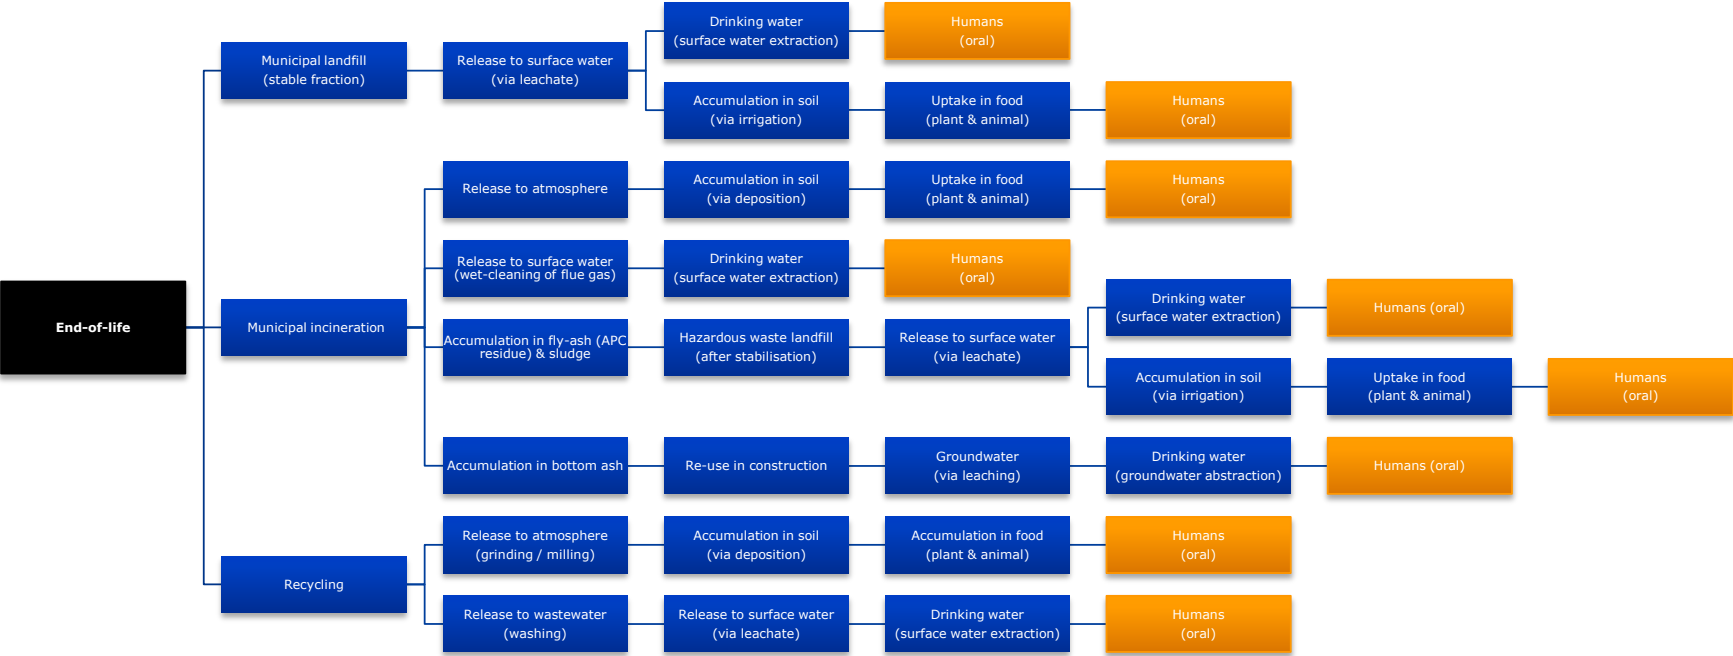 Drinking water
(surface water extraction)
Humans
(oral)
Municipal landfill
(stable fraction)
Release to surface water
(via leachate)
Accumulation in soil
(via irrigation)
Uptake in food
(plant & animal)
Humans
(oral)
Release to atmosphere
Accumulation in soil
(via deposition)
Uptake in food
(plant & animal)
Humans
(oral)
Release to surface water
(wet-cleaning of flue gas)
Drinking water
(surface water extraction)
Humans
(oral)
End-of-life
Municipal incineration
Drinking water
(surface water extraction)
Humans (oral)
Accumulation in fly-ash (APC
residue) & sludge
Hazardous waste landfill
(after stabilisation)
Release to surface water
(via leachate)
Accumulation in soil
(via irrigation)
Uptake in food
(plant & animal)
Humans
(oral)
Accumulation in bottom ash
Re-use in construction
Groundwater
(via leaching)
Drinking water
(groundwater abstraction)
Humans (oral)
Recycling
Release to atmosphere
(grinding / milling)
Accumulation in soil
(via deposition)
Accumulation in food
(plant & animal)
Humans
(oral)
Release to wastewater
(washing)
Release to surface water
(via leachate)
Drinking water
(surface water extraction)
Humans
(oral)